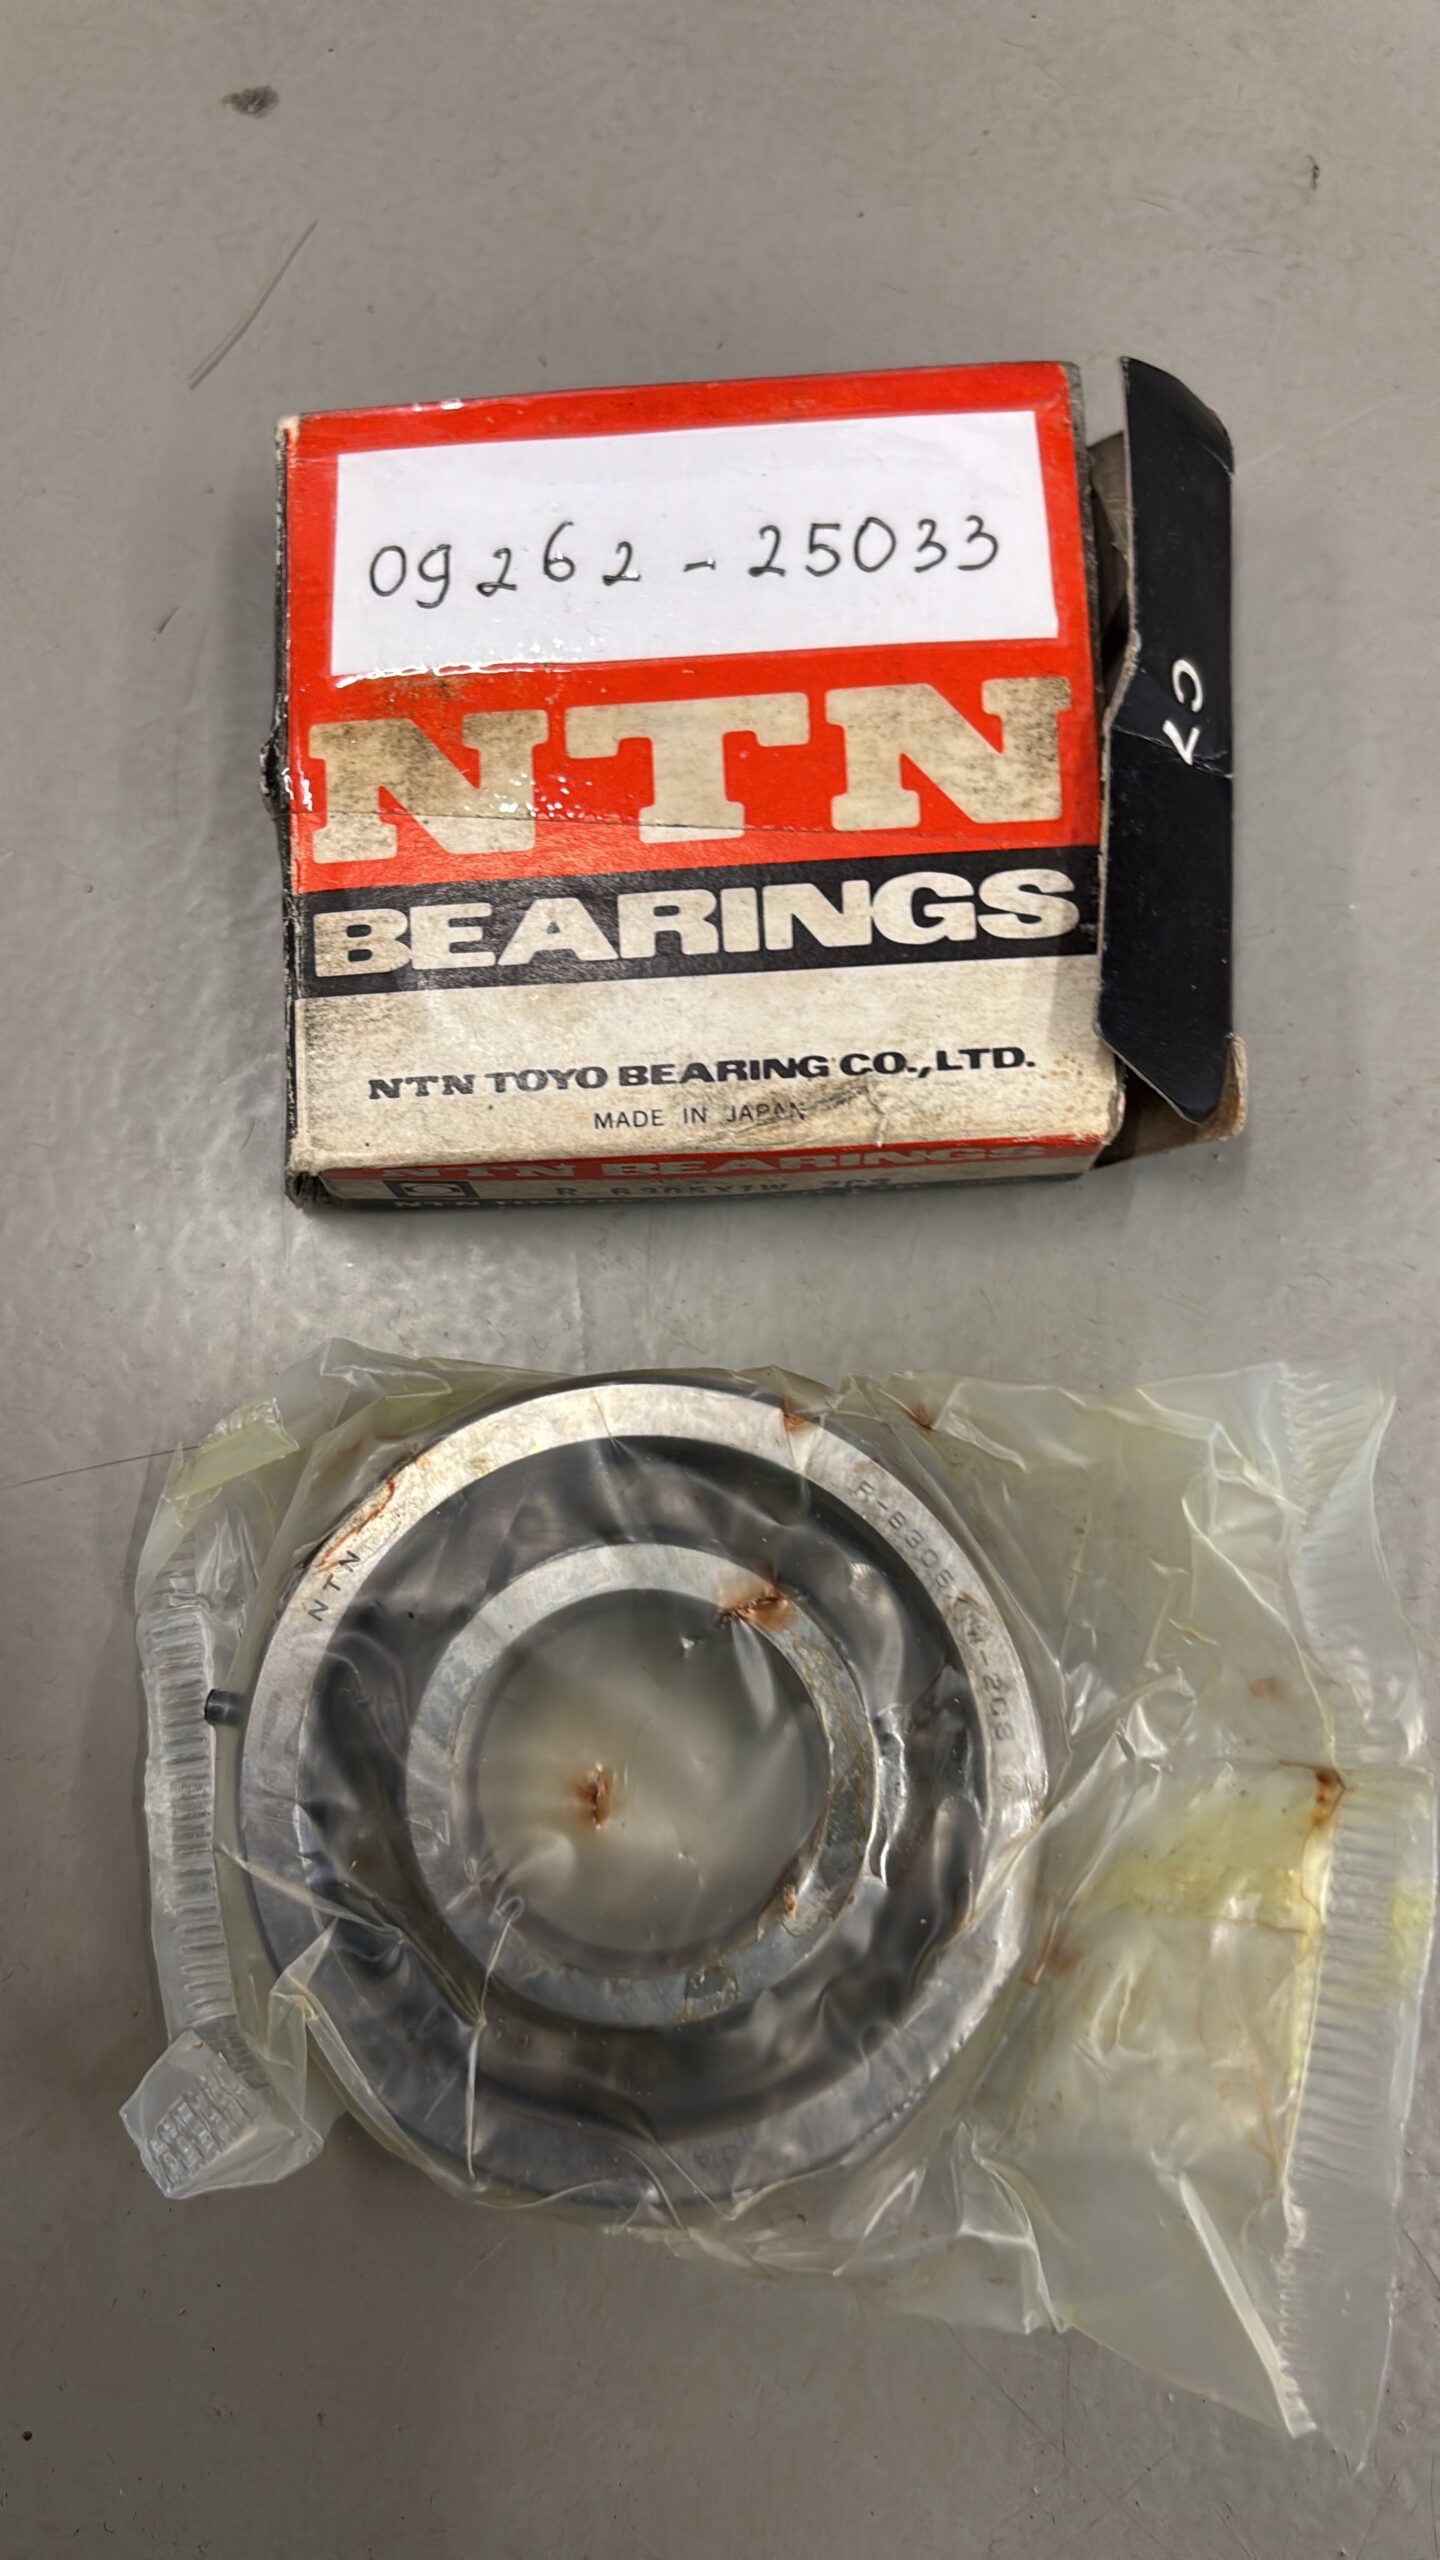 09262-25033
C7
NTN
BEARINGS
NTN TOYO BEARING CO., LTD.
MADE IN JAPAN
NTN BEARINGS
NTN